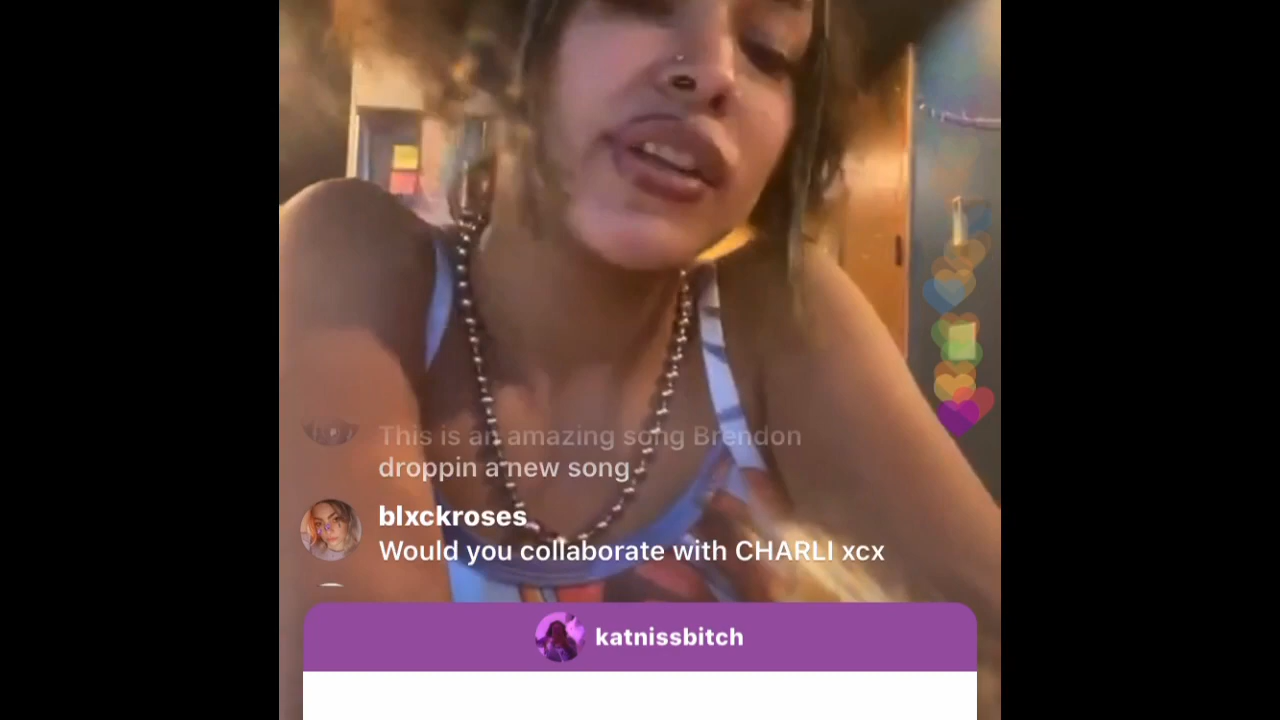 This is an amazing song Brendon
droppin a new song
blxckroses
Would you collaborate with CHARLI xcx
katnissbitch